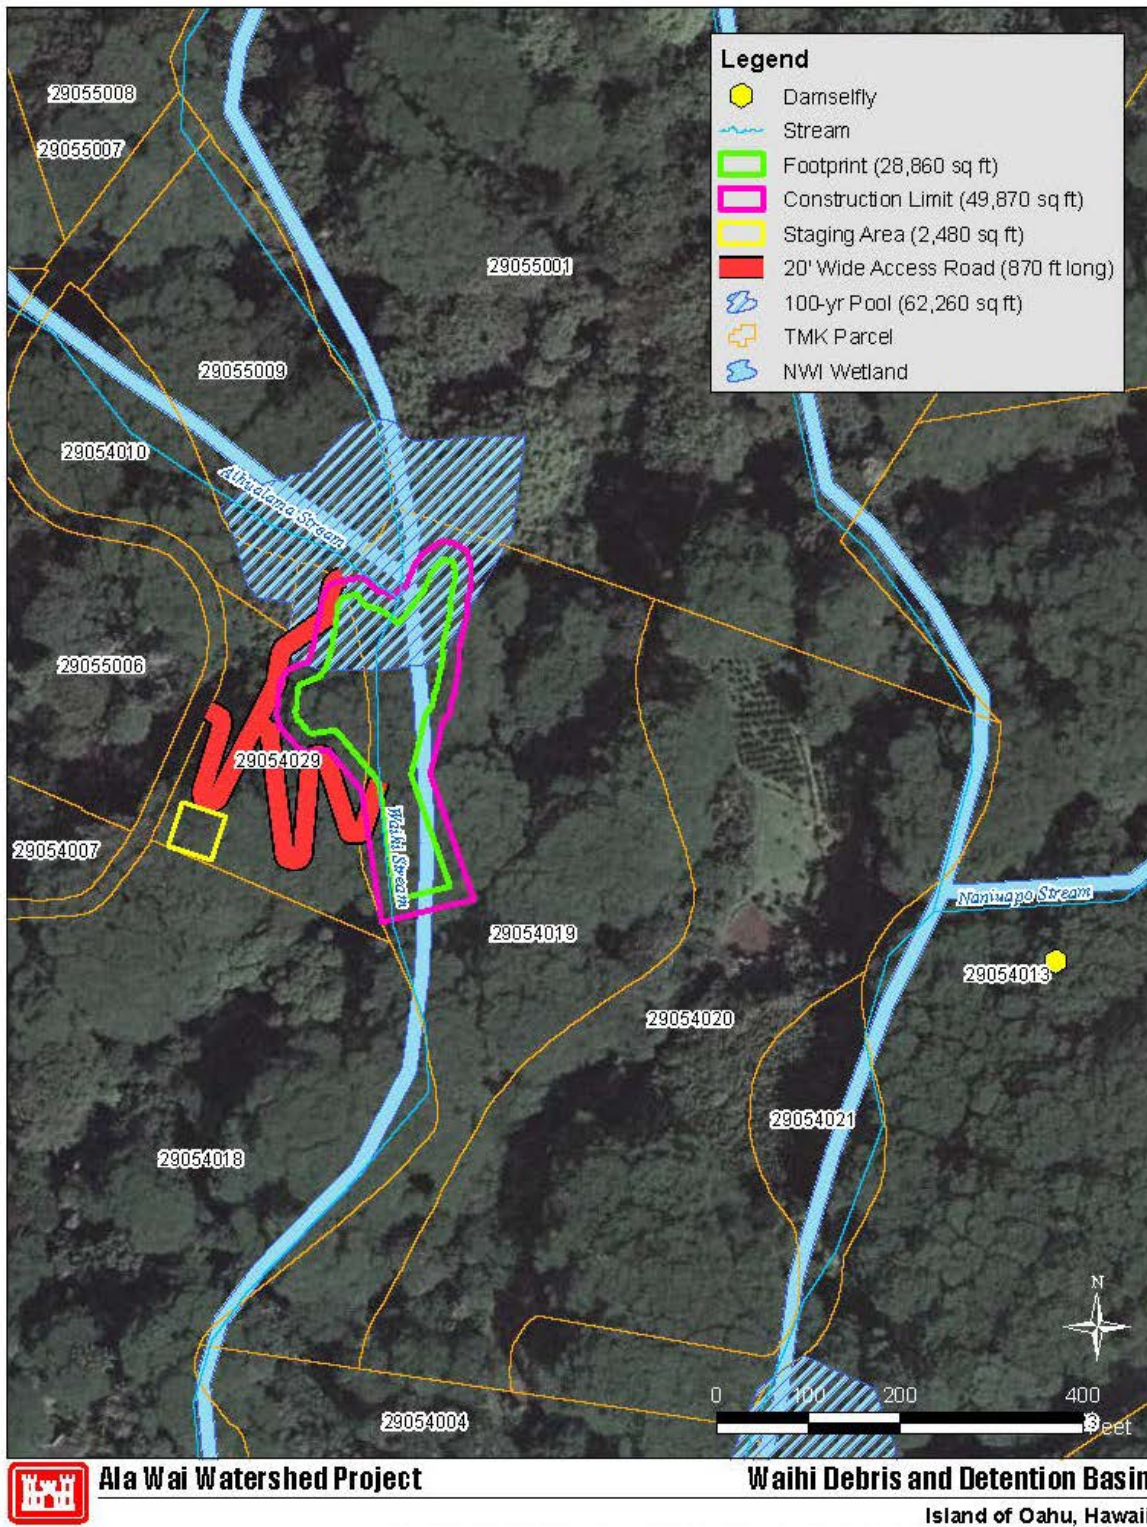 Legend
Damselfly
Stream
Footprint (28,860 sq ft)
Construction Limit (49,870 sq ft)
Staging Area (2,480 sq ft)
20' Wide Access Road (870 ft long)
100-yr Pool (62,260 sq ft)
TMK Parcel
NWI Wetland
29055008
29055007
29055001
29055009
29054010
Aihualama Stream
29055006
29054029
29054007
Waihi Stream
Naniuapo Stream
29054019
29054013
29054020
29054021
29054018
29054004
N
0 100 200 400
Feet
Ala Wai Watershed Project
Waihi Debris and Detention Basin
Island of Oahu, Hawaii